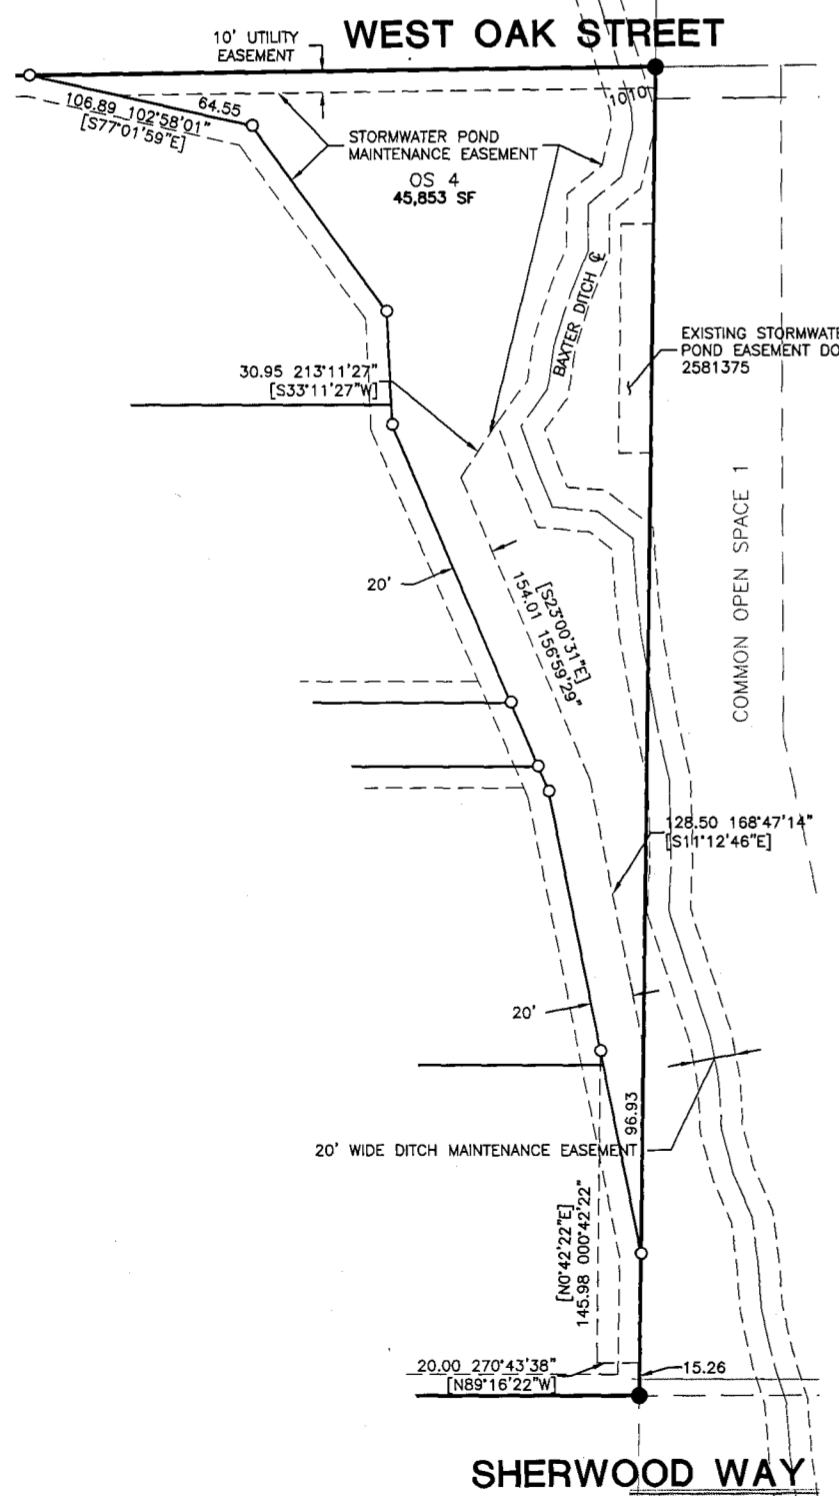 WEST OAK STREET
10' UTILITY
EASEMENT
106.89 102°58'01"
[S77°01'59"E]
64.55
1010
STORMWATER POND
MAINTENANCE EASEMENT
OS 4
45,853 SF
BAXTER DITCH ℄
EXISTING STORMWATE
POND EASEMENT DO
2581375
30.95 213°11'27"
[S33°11'27"W]
COMMON OPEN SPACE 1
20'
[S23°00'31"E]
154.01 156°59'29"
128.50 168°47'14"
[S11°12'46"E]
20'
96.93
20' WIDE DITCH MAINTENANCE EASEMENT
[N0°42'22"E]
145.98 000°42'22"
20.00 270°43'38"
[N89°16'22"W]
15.26
SHERWOOD WAY